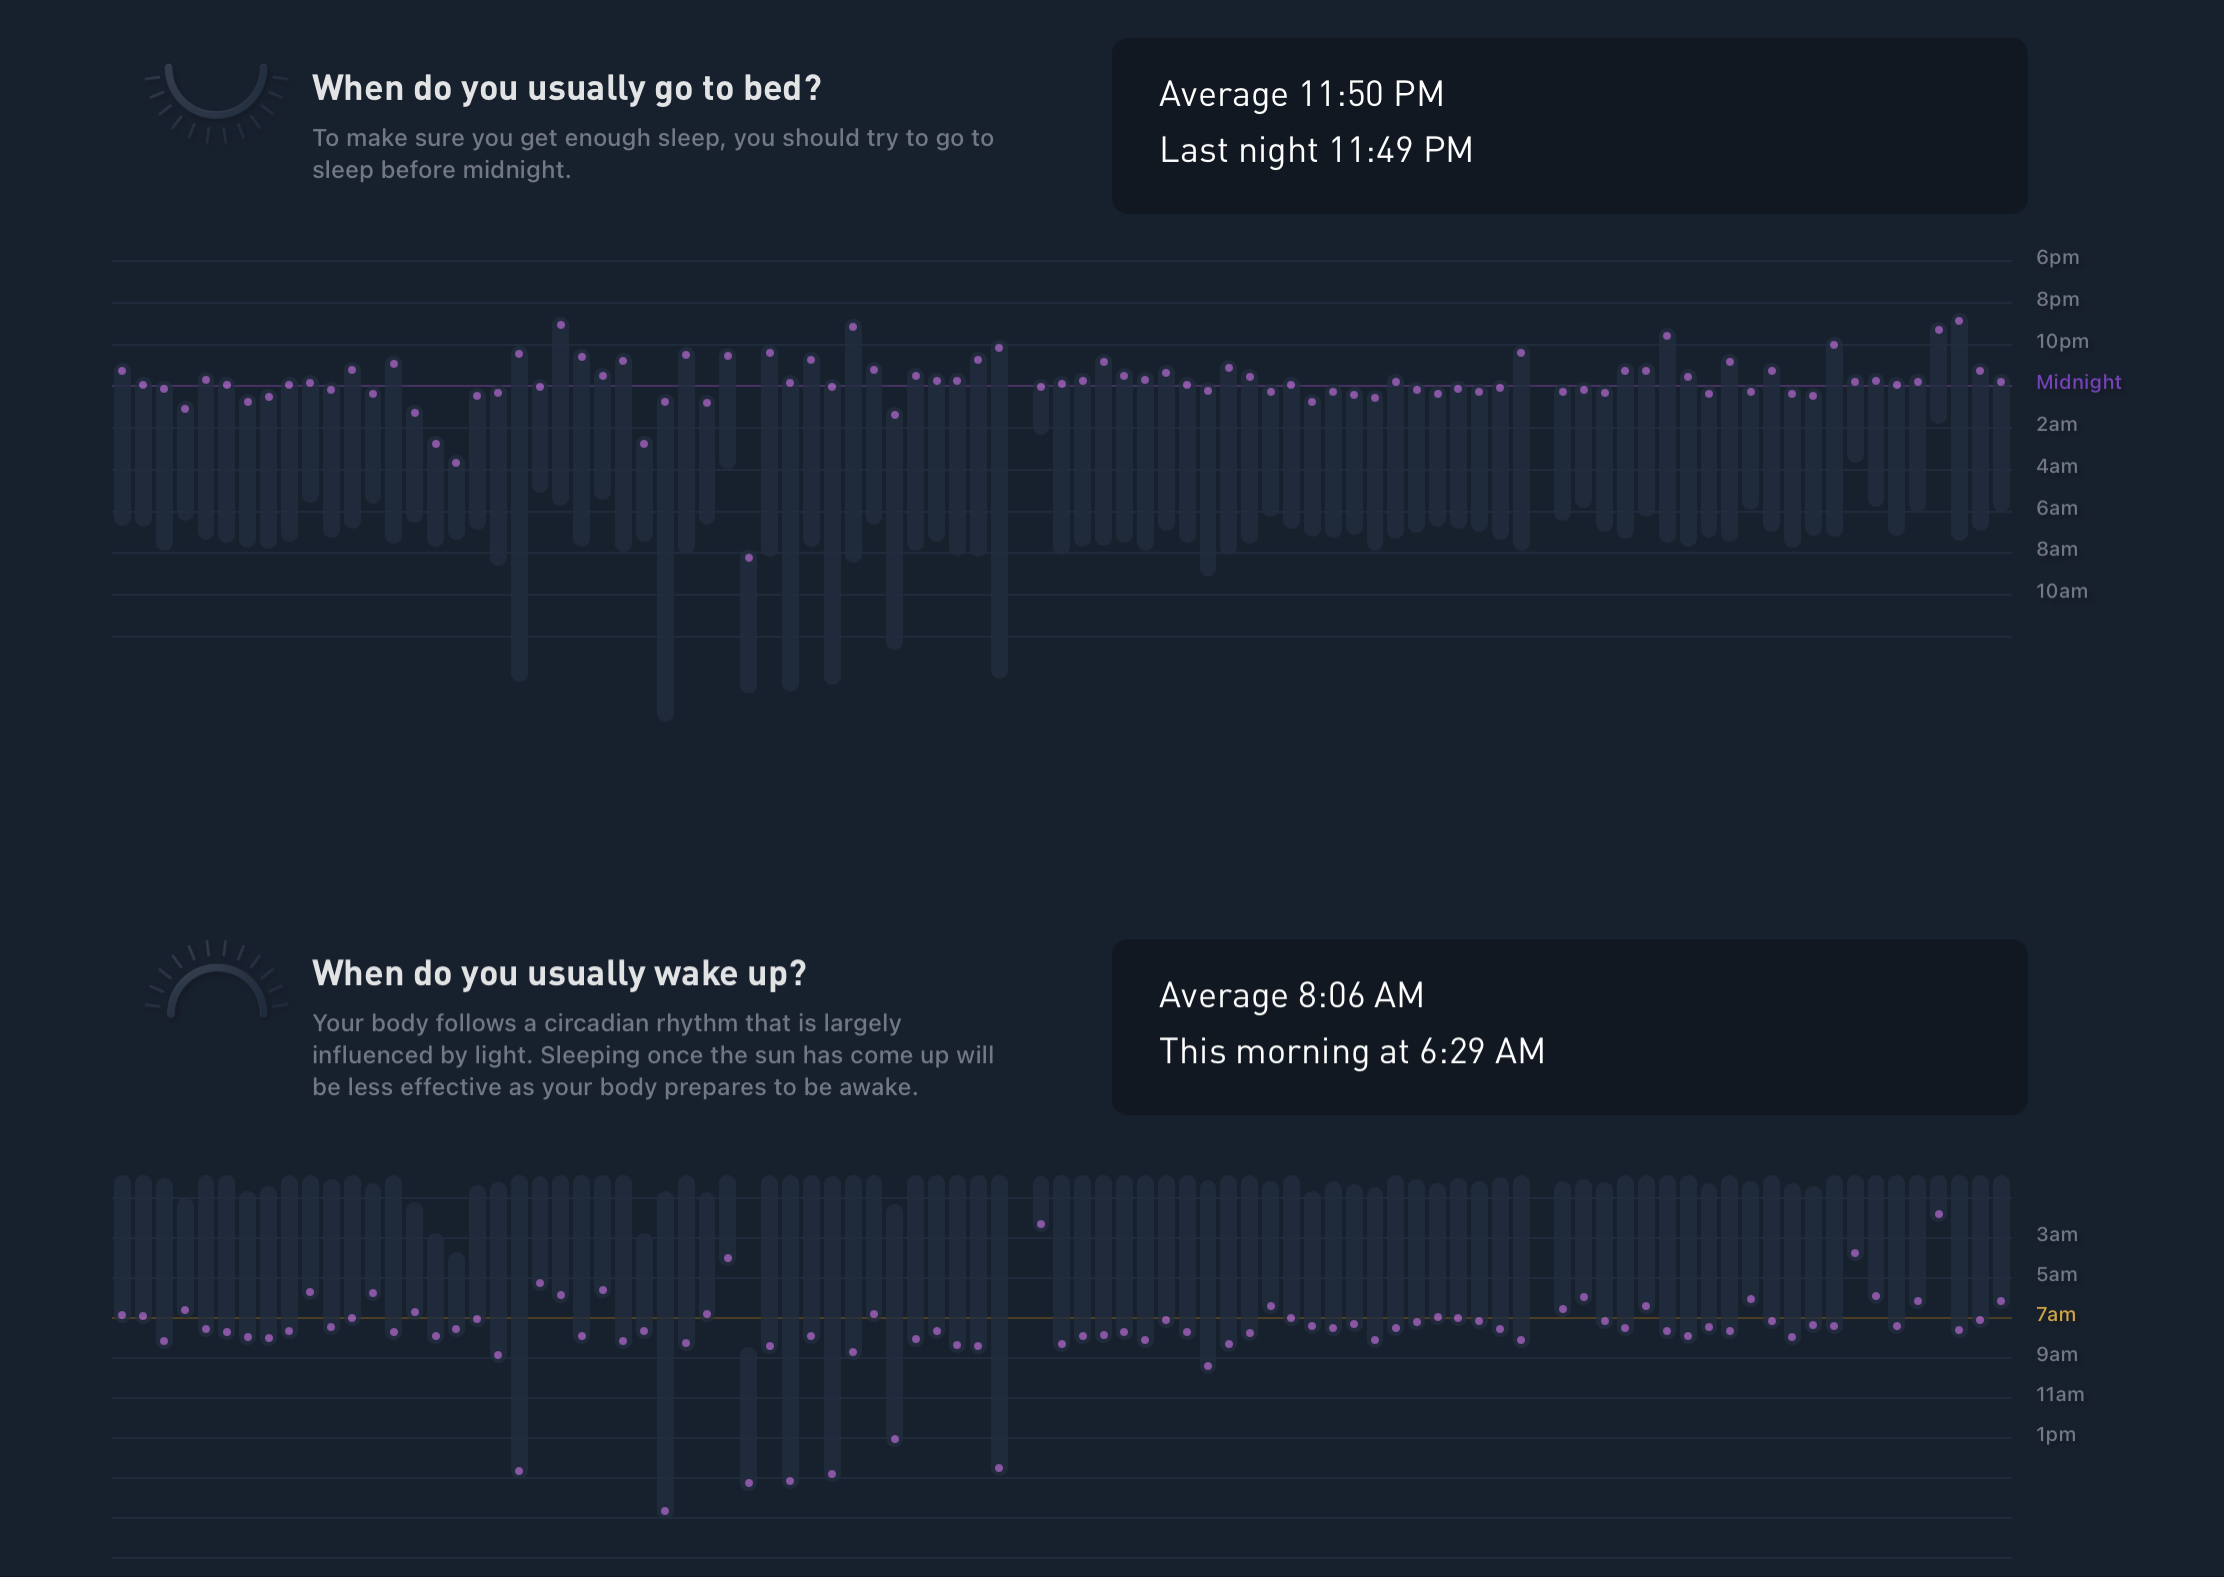 When do you usually go to bed?
To make sure you get enough sleep, you should try to go to
sleep before midnight.
Average 11:50 PM
Last night 11:49 PM
6pm
8pm
10pm
Midnight
2am
4am
6am
8am
10am
When do you usually wake up?
Your body follows a circadian rhythm that is largely
influenced by light. Sleeping once the sun has come up will
be less effective as your body prepares to be awake.
Average 8:06 AM
This morning at 6:29 AM
3am
5am
7am
9am
11am
1pm